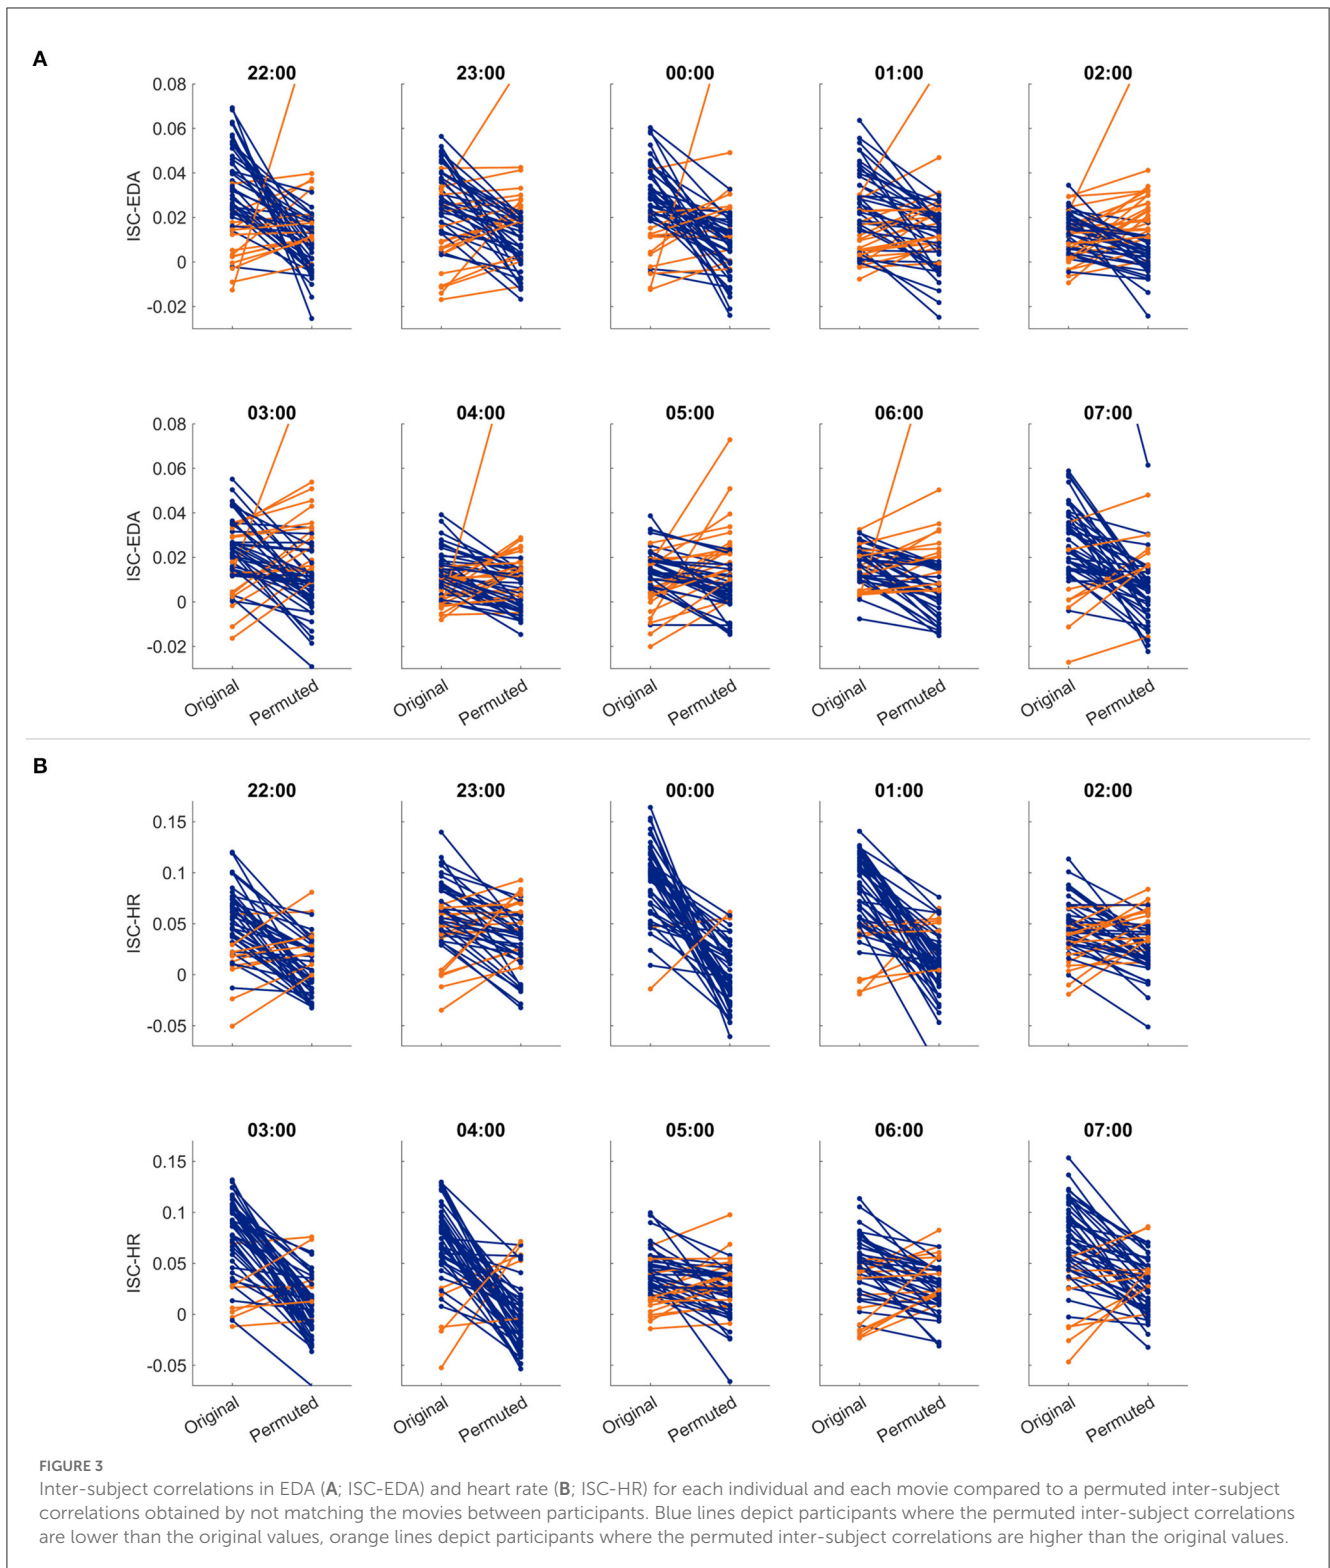 A
22:00 23:00 00:00 01:00 02:00
0.08
0.06
0.04
0.02
0
-0.02
ISC-EDA
03:00 04:00 05:00 06:00 07:00
0.08
0.06
0.04
0.02
0
-0.02
ISC-EDA
Original Permuted Original Permuted Original Permuted Original Permuted Original Permuted
B
22:00 23:00 00:00 01:00 02:00
0.15
0.1
0.05
0
-0.05
ISC-HR
03:00 04:00 05:00 06:00 07:00
0.15
0.1
0.05
0
-0.05
ISC-HR
Original Permuted Original Permuted Original Permuted Original Permuted Original Permuted
FIGURE 3
Inter-subject correlations in EDA (A; ISC-EDA) and heart rate (B; ISC-HR) for each individual and each movie compared to a permuted inter-subject
correlations obtained by not matching the movies between participants. Blue lines depict participants where the permuted inter-subject correlations
are lower than the original values, orange lines depict participants where the permuted inter-subject correlations are higher than the original values.